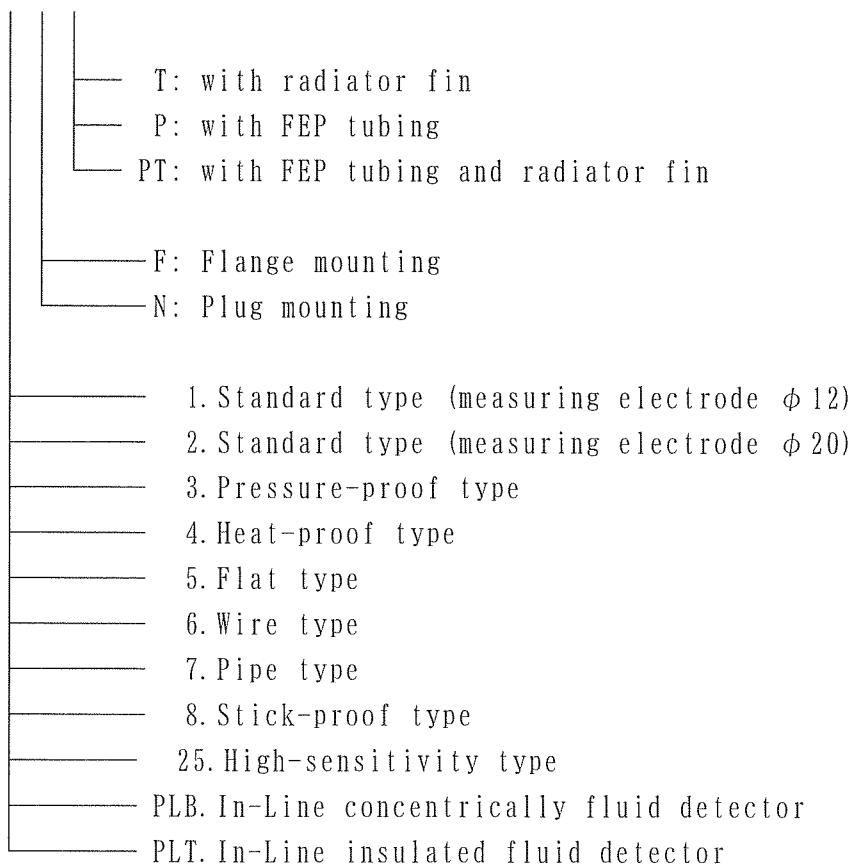 T: with radiator fin
P: with FEP tubing
PT: with FEP tubing and radiator fin
F: Flange mounting
N: Plug mounting
1. Standard type (measuring electrode φ12)
2. Standard type (measuring electrode φ20)
3. Pressure-proof type
4. Heat-proof type
5. Flat type
6. Wire type
7. Pipe type
8. Stick-proof type
25. High-sensitivity type
PLB. In-Line concentrically fluid detector
PLT. In-Line insulated fluid detector